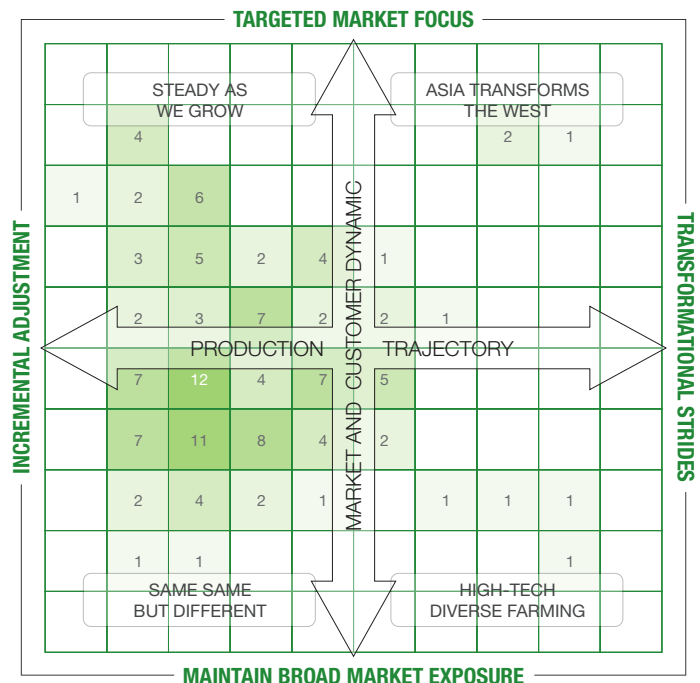 TARGETED MARKET FOCUS
STEADY AS
WE GROW
ASIA TRANSFORMS
THE WEST
4
2 1
1 2 6
3 5 2 4 1
2 3 7 2 2 1
PRODUCTION TRAJECTORY
MARKET AND CUSTOMER DYNAMIC
INCREMENTAL ADJUSTMENT
TRANSFORMATIONAL STRIDES
7 12 4 7 5
7 11 8 4 2
2 4 2 1 1 1 1
1 1 1
SAME SAME
BUT DIFFERENT
HIGH-TECH
DIVERSE FARMING
MAINTAIN BROAD MARKET EXPOSURE